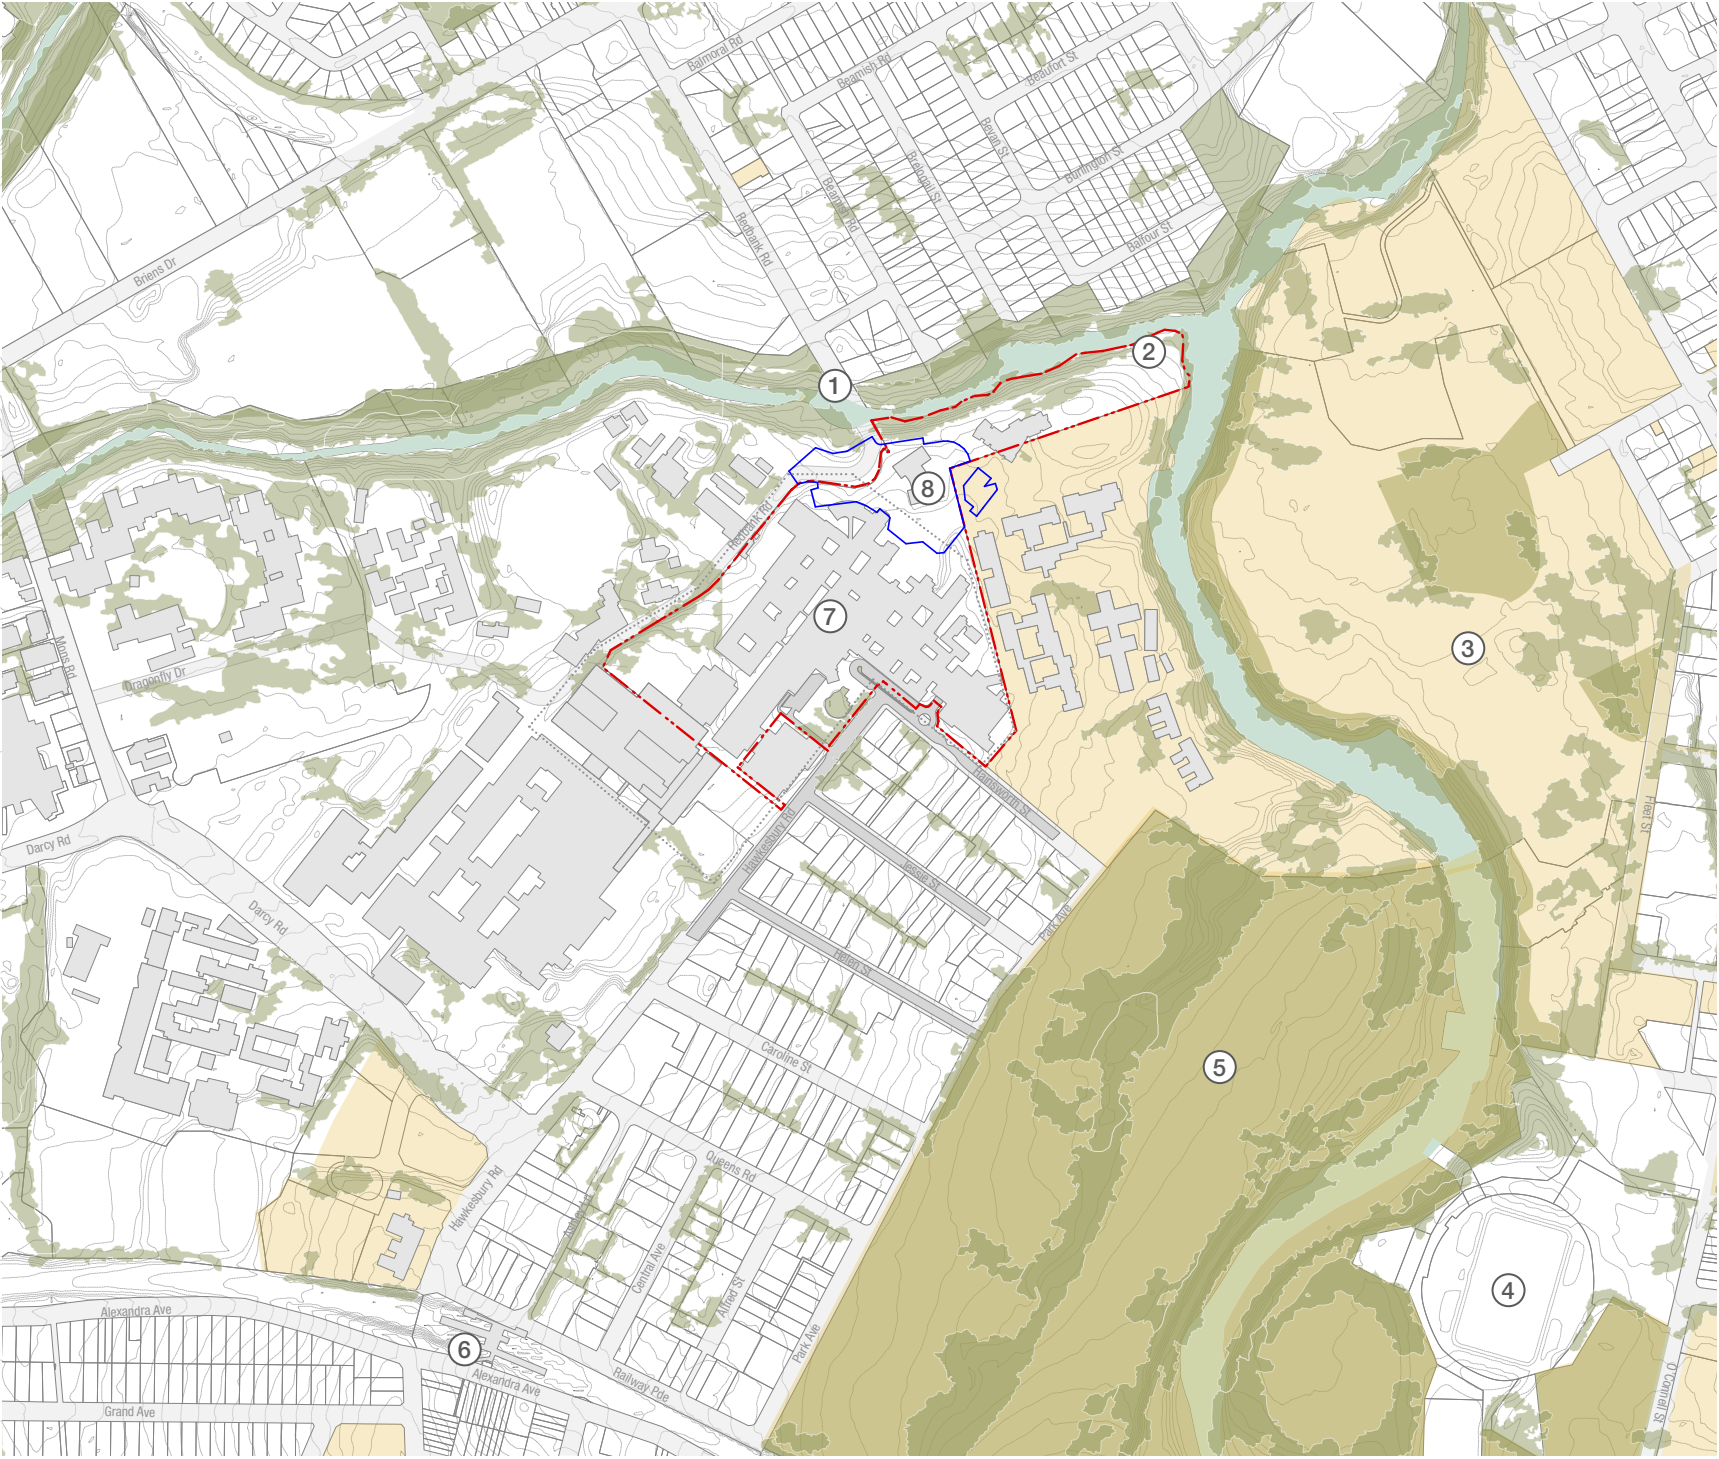 Balmoral Rd
Beamish Rd
Beaufort St
Bevan St
Burlington St
Brelogail St
Beamish Rd
Redbank Rd
Balfour St
Briens Dr
1
2
8
Redbank Rd
7
3
Mons Rd
Dragonfly Dr
Hainsworth St
Fleet St
Hawkesbury Rd
Darcy Rd
Jessie St
Darcy Rd
Park Ave
Helen St
Caroline St
5
Queens Rd
Hawkesbury Rd
Ashley Ln
Central Ave
Alfred St
4
Alexandra Ave
Park Ave
6
Alexandra Ave
Railway Pde
Grand Ave
O'Connell St